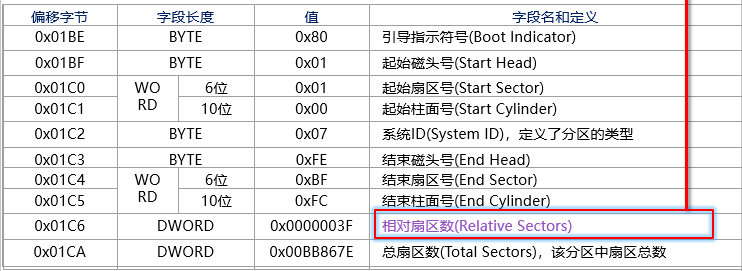 偏移字节 字段长度 值 字段名和定义
0x01BE BYTE 0x80 引导指示符号(Boot Indicator)
0x01BF BYTE 0x01 起始磁头号(Start Head)
0x01C0 WO 6位 0x01 起始扇区号(Start Sector)
0x01C1 RD 10位 0x00 起始柱面号(Start Cylinder)
0x01C2 BYTE 0x07 系统ID(System ID)，定义了分区的类型
0x01C3 BYTE 0xFE 结束磁头号(End Head)
0x01C4 WO 6位 0xBF 结束扇区号(End Sector)
0x01C5 RD 10位 0xFC 结束柱面号(End Cylinder)
0x01C6 DWORD 0x0000003F 相对扇区数(Relative Sectors)
0x01CA DWORD 0x00BB867E 总扇区数(Total Sectors)，该分区中扇区总数